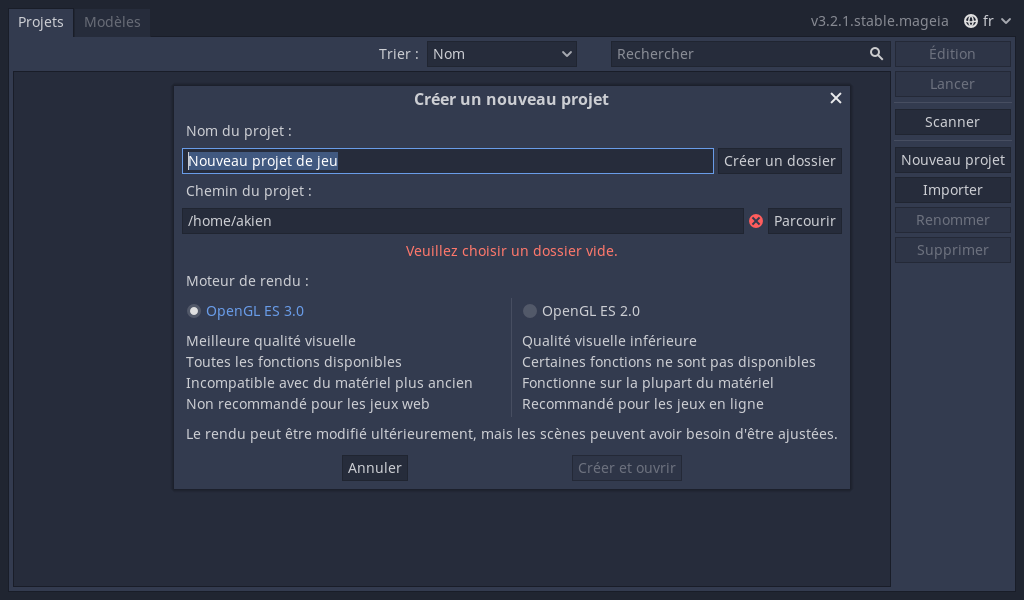 Projets
Modèles
v3.2.1.stable.mageia
fr
Trier :
Nom
Rechercher
Édition
Lancer
Scanner
Nouveau projet
Importer
Renommer
Supprimer
Créer un nouveau projet
Nom du projet :
Nouveau projet de jeu
Créer un dossier
Chemin du projet :
/home/akien
Parcourir
Veuillez choisir un dossier vide.
Moteur de rendu :
OpenGL ES 3.0
Meilleure qualité visuelle
Toutes les fonctions disponibles
Incompatible avec du matériel plus ancien
Non recommandé pour les jeux web
OpenGL ES 2.0
Qualité visuelle inférieure
Certaines fonctions ne sont pas disponibles
Fonctionne sur la plupart du matériel
Recommandé pour les jeux en ligne
Le rendu peut être modifié ultérieurement, mais les scènes peuvent avoir besoin d'être ajustées.
Annuler
Créer et ouvrir